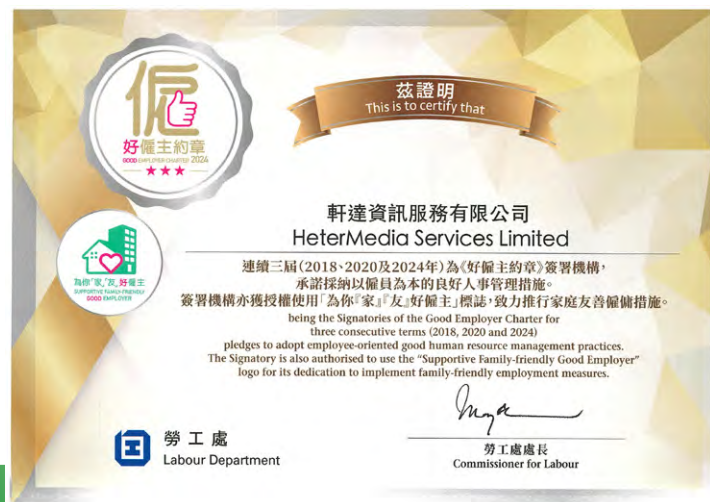 僱
好僱主約章
GOOD EMPLOYER CHARTER 2024
茲證明
This is to certify that
軒達資訊服務有限公司
HeterMedia Services Limited
為你「家」「友」好僱主
SUPPORTIVE FAMILY-FRIENDLY
GOOD EMPLOYER
連續三屆(2018、2020及2024年)為《好僱主約章》簽署機構，
承諾採納以僱員為本的良好人事管理措施。
簽署機構亦獲授權使用「為你『家』『友』好僱主」標誌，致力推行家庭友善僱傭措施。
being the Signatories of the Good Employer Charter for
three consecutive terms (2018, 2020 and 2024)
pledges to adopt employee-oriented good human resource management practices.
The Signatory is also authorised to use the “Supportive Family-friendly Good Employer”
logo for its dedication to implement family-friendly employment measures.
勞工處
Labour Department
勞工處處長
Commissioner for Labour